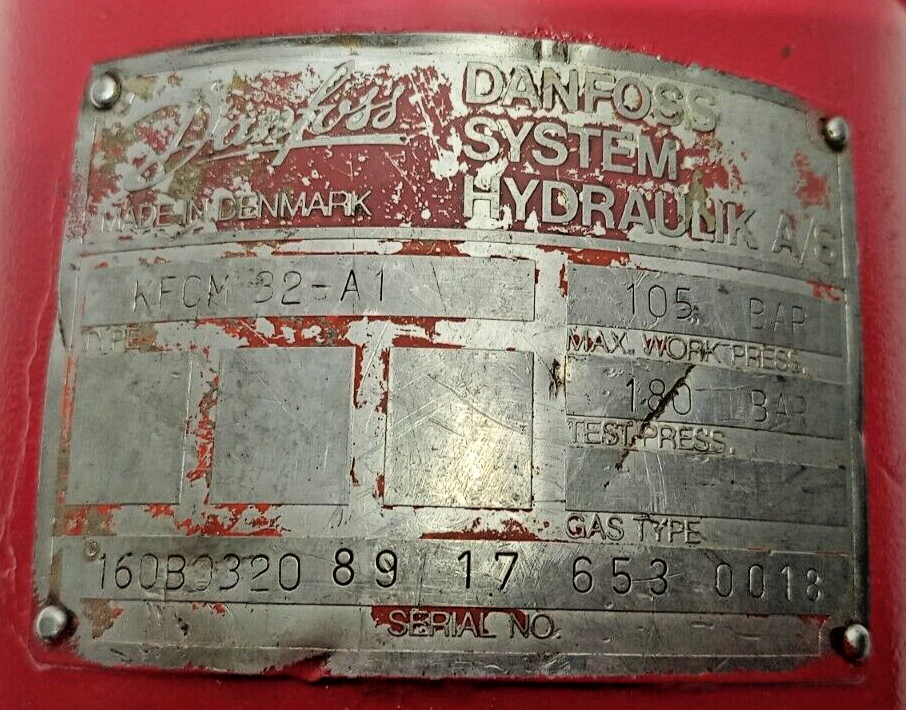 Danfoss
DANFOSS
SYSTEM-
HYDRAULIK A/S
MADE IN DENMARK
KFCM 32-A1
TYPE
105 BAR
MAX. WORK PRESS.
180 BAR
TEST PRESS.
GAS TYPE
160B0320 89 17 653 0018
SERIAL NO.